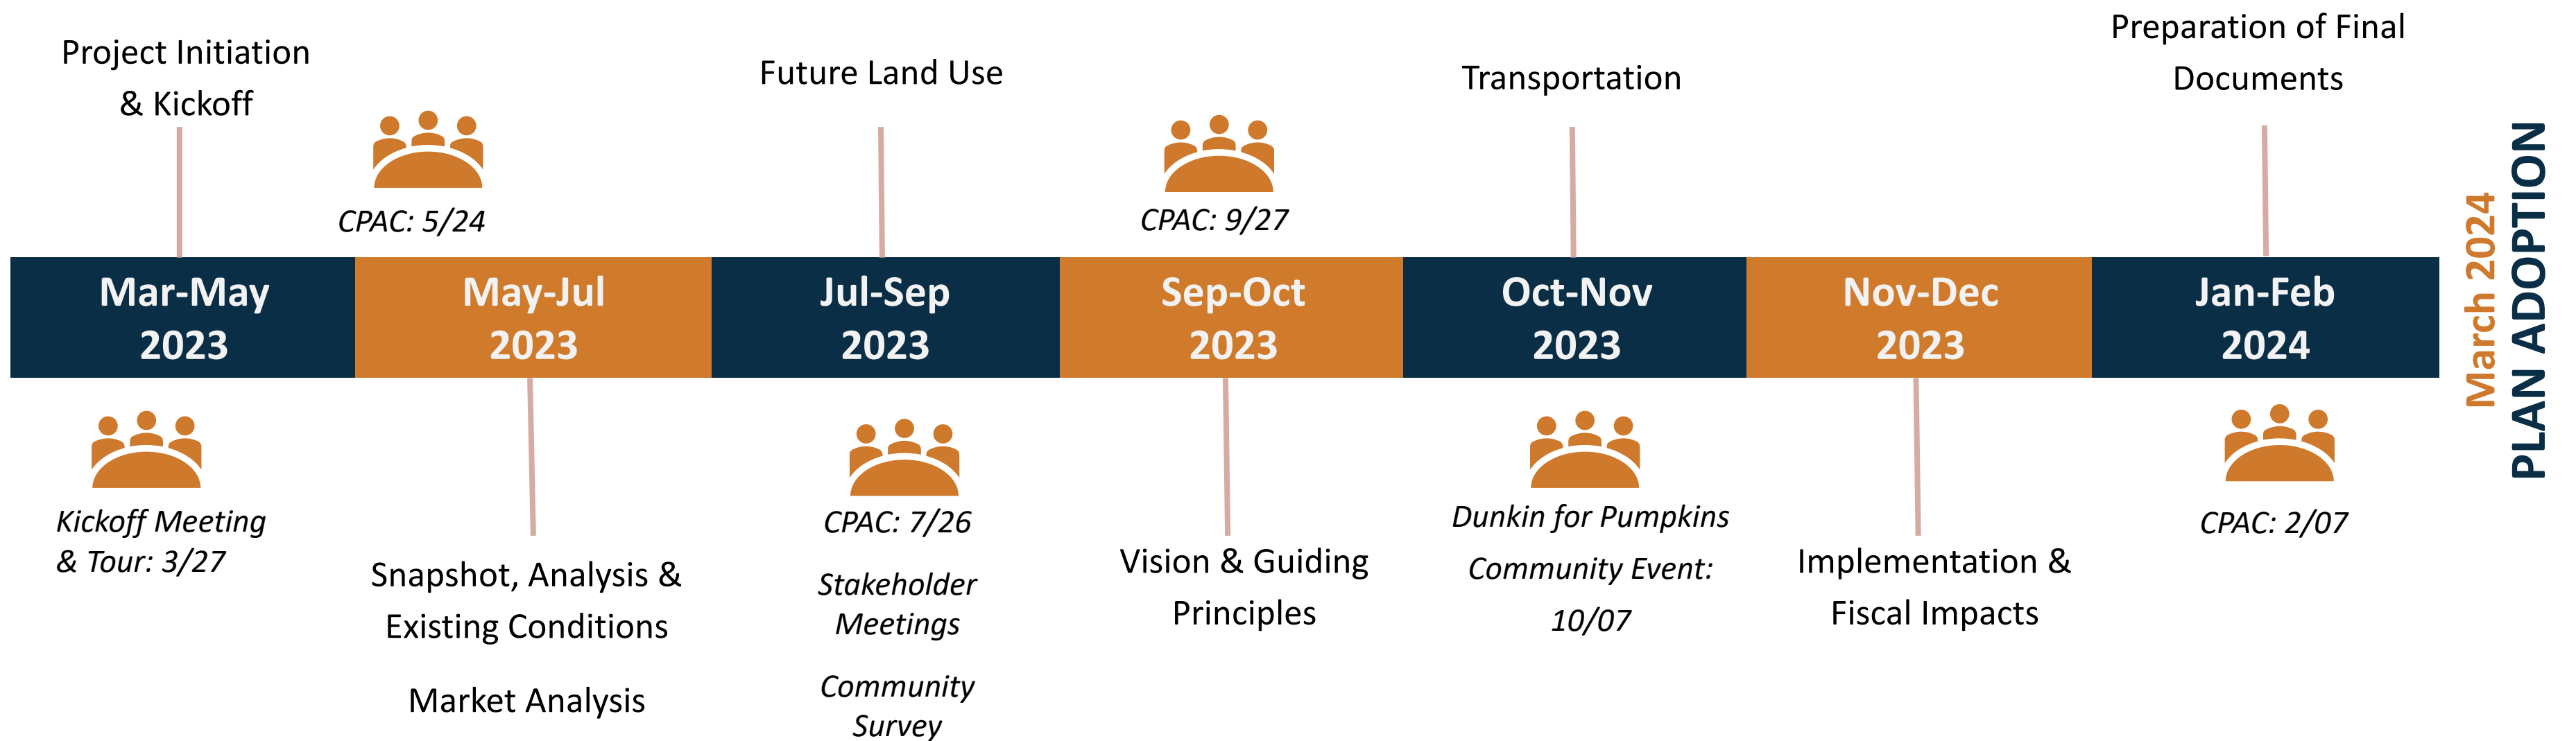 Project Initiation
& Kickoff
CPAC: 5/24
Future Land Use
CPAC: 9/27
Transportation
Preparation of Final
Documents
Mar-May
2023
May-Jul
2023
Jul-Sep
2023
Sep-Oct
2023
Oct-Nov
2023
Nov-Dec
2023
Jan-Feb
2024
March 2024
PLAN ADOPTION
Kickoff Meeting
& Tour: 3/27
Snapshot, Analysis &
Existing Conditions
Market Analysis
CPAC: 7/26
Stakeholder
Meetings
Community
Survey
Vision & Guiding
Principles
Dunkin for Pumpkins
Community Event:
10/07
Implementation &
Fiscal Impacts
CPAC: 2/07